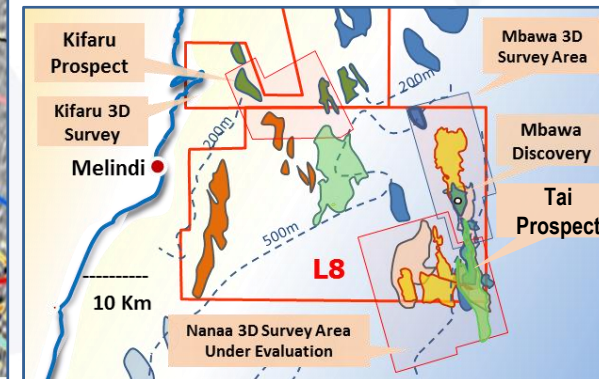 Kifaru
Prospect
Kifaru 3D
Survey
Melindi
10 Km
200m
200m
500m
L8
Mbawa 3D
Survey Area
Mbawa
Discovery
Tai
Prospect
Nanaa 3D Survey Area
Under Evaluation